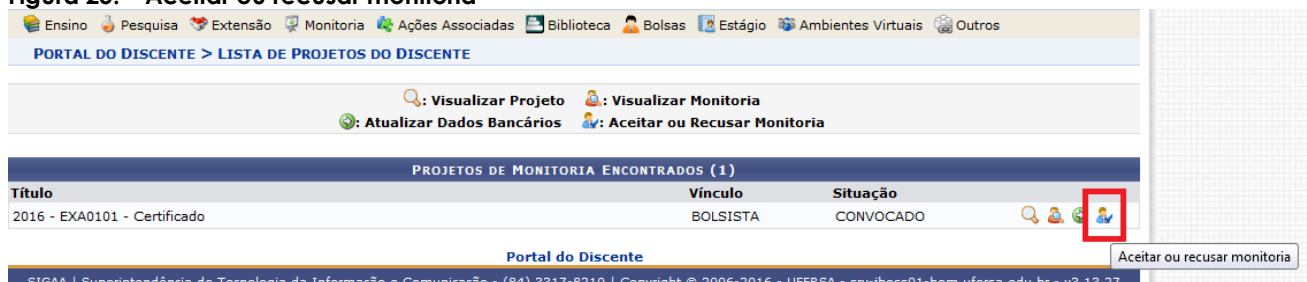 Figura 25. Aceitar ou recusar monitoria
Ensino Pesquisa Extensão Monitoria Ações Associadas Biblioteca Bolsas Estágio Ambientes Virtuais Outros
PORTAL DO DISCENTE > LISTA DE PROJETOS DO DISCENTE
: Visualizar Projeto : Visualizar Monitoria
: Atualizar Dados Bancários : Aceitar ou Recusar Monitoria
PROJETOS DE MONITORIA ENCONTRADOS (1)
Título Vínculo Situação
2016 - EXA0101 - Certificado BOLSISTA CONVOCADO
Portal do Discente
Aceitar ou recusar monitoria
SIGAA | Superintendência de Tecnologia da Informação e Comunicação - (84) 3317-8210 | Copyright © 2006-2016 - UFERSA